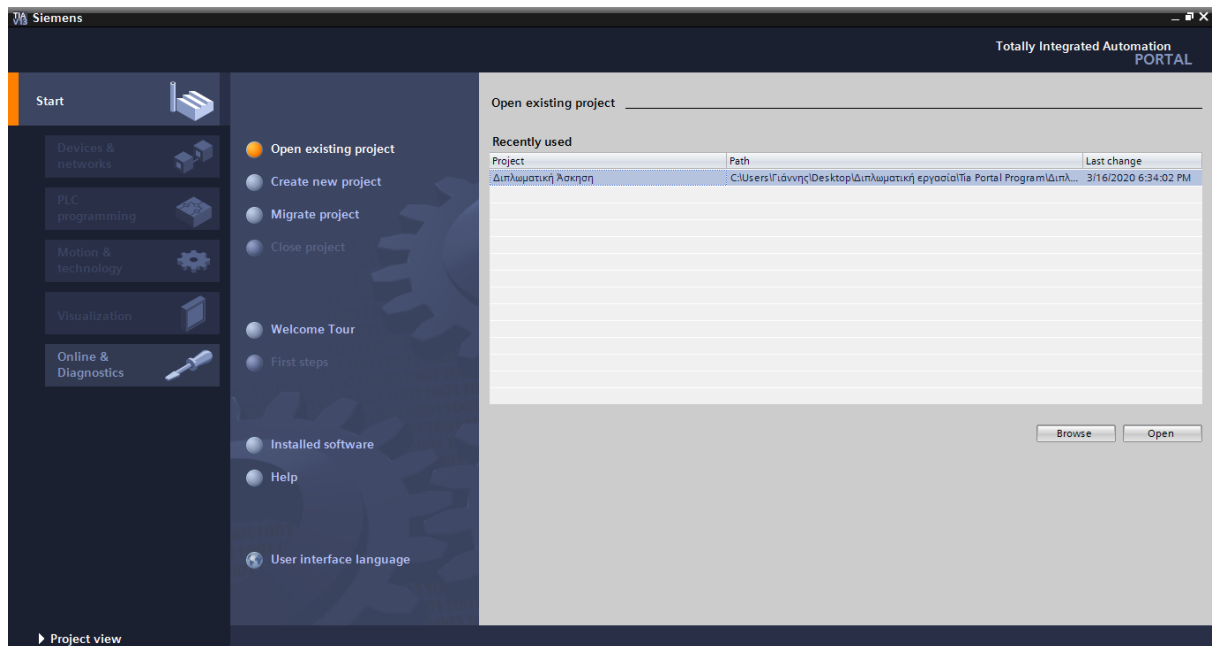 TIA V13 Siemens
Totally Integrated Automation
PORTAL
Start
Devices &
networks
PLC
programming
Motion &
technology
Visualization
Online &
Diagnostics
Project view
Open existing project
Create new project
Migrate project
Close project
Welcome Tour
First steps
Installed software
Help
User interface language
Open existing project
Recently used
Project Path Last change
Διπλωματική Άσκηση C:\Users\Γιάννης\Desktop\Διπλωματική εργασία\Tia Portal Program\Διπλ... 3/16/2020 6:34:02 PM
Browse Open